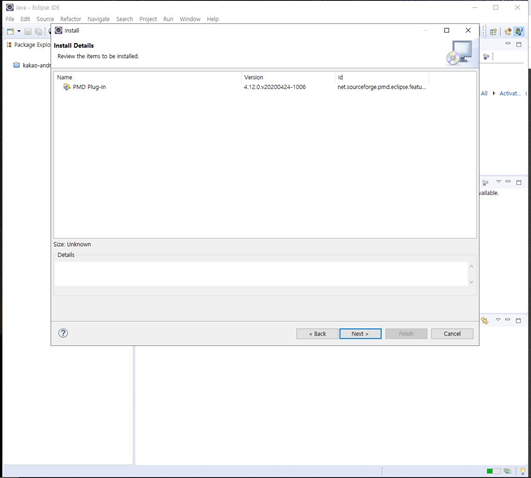 Java - Eclipse IDE
File Edit Source Refactor Navigate Search Project Run Window Help
Package Explo
kakao-andr
Install
Install Details
Review the items to be installed.
Name Version Id
PMD Plug-in 4.12.0.v20200424-1006 net.sourceforge.pmd.eclipse.featu...
Size: Unknown
Details
< Back Next > Finish Cancel
All Activat...
vailable.